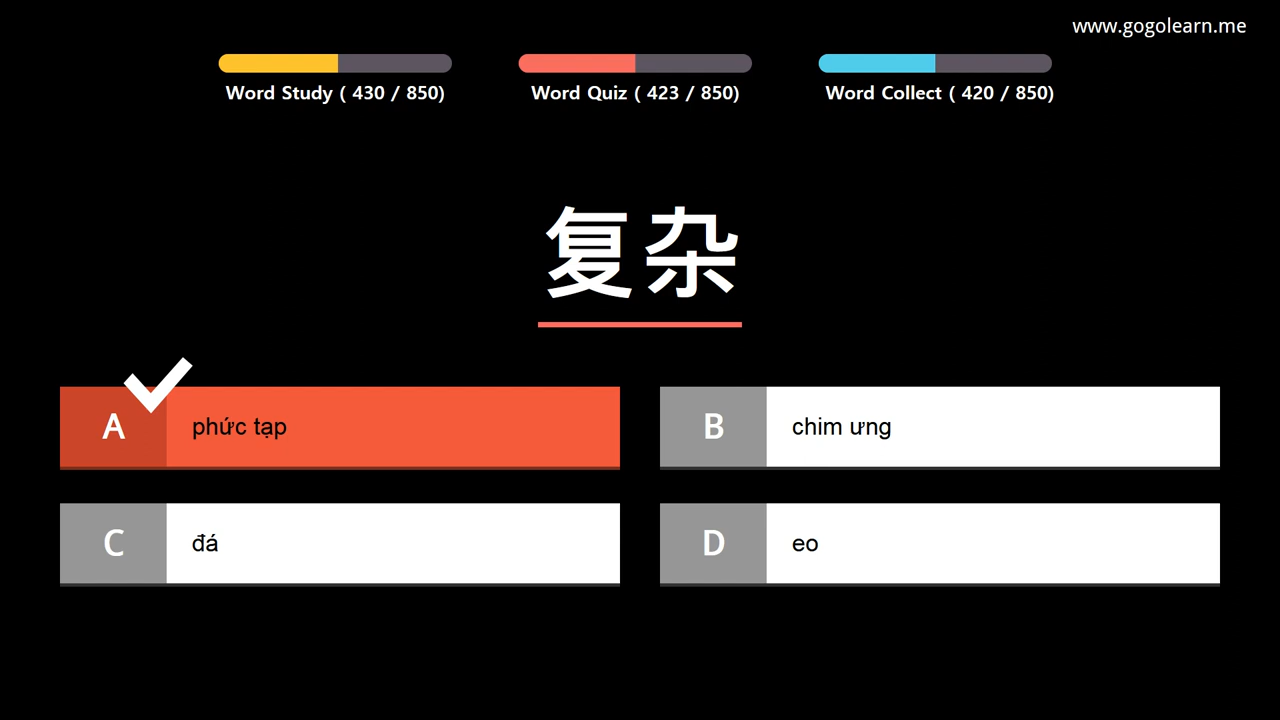 www.gogolearn.me
Word Study ( 430 / 850)
Word Quiz ( 423 / 850)
Word Collect ( 420 / 850)
复杂
A phức tạp
B chim ưng
C đá
D eo